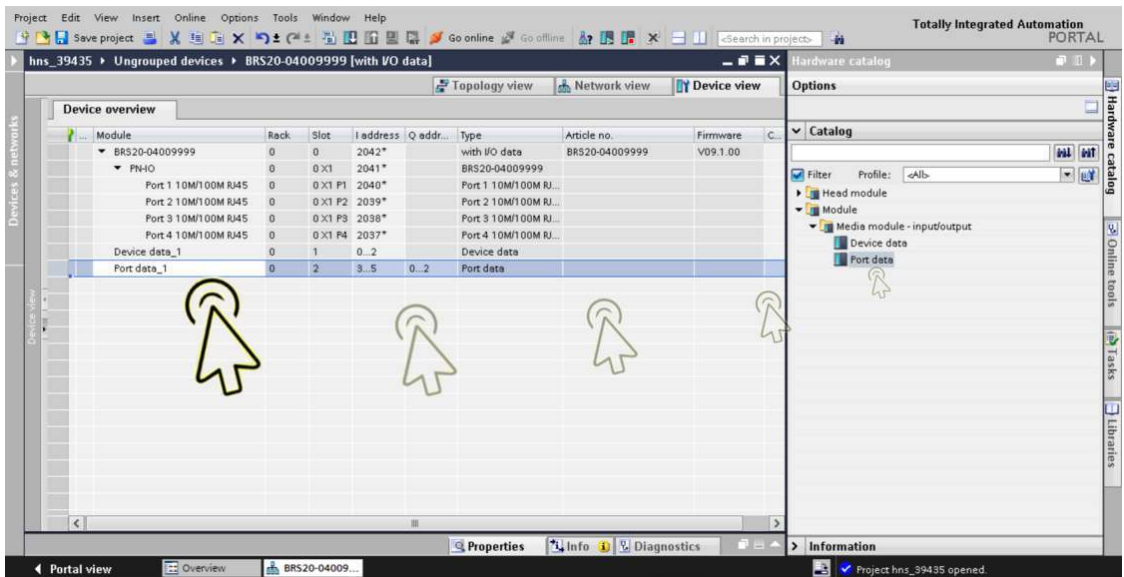 Project Edit View Insert Online Options Tools Window Help
Totally Integrated Automation
PORTAL
Save project Go online Go offline <Search in project>
hns_39435 ▸ Ungrouped devices ▸ BRS20-04009999 [with I/O data]
Hardware catalog
Topology view Network view Device view
Options
Device overview
... Module Rack Slot I address Q addr... Type Article no. Firmware C...
BRS20-04009999 0 0 2042* with I/O data BRS20-04009999 V09.1.00
PN-IO 0 0 X1 2041* BRS20-04009999
Port 1 10M/100M RJ45 0 0 X1 P1 2040* Port 1 10M/100M RJ...
Port 2 10M/100M RJ45 0 0 X1 P2 2039* Port 2 10M/100M RJ...
Port 3 10M/100M RJ45 0 0 X1 P3 2038* Port 3 10M/100M RJ...
Port 4 10M/100M RJ45 0 0 X1 P4 2037* Port 4 10M/100M RJ...
Device data_1 0 1 0...2 Device data
Port data_1 0 2 3...5 0...2 Port data
Catalog
Filter Profile: <All>
Head module
Module
Media module - input/output
Device data
Port data
Devices & networks
Device view
Hardware catalog
Online tools
Tasks
Libraries
Properties Info Diagnostics
Information
Portal view Overview BRS20-04009...
Project hns_39435 opened.